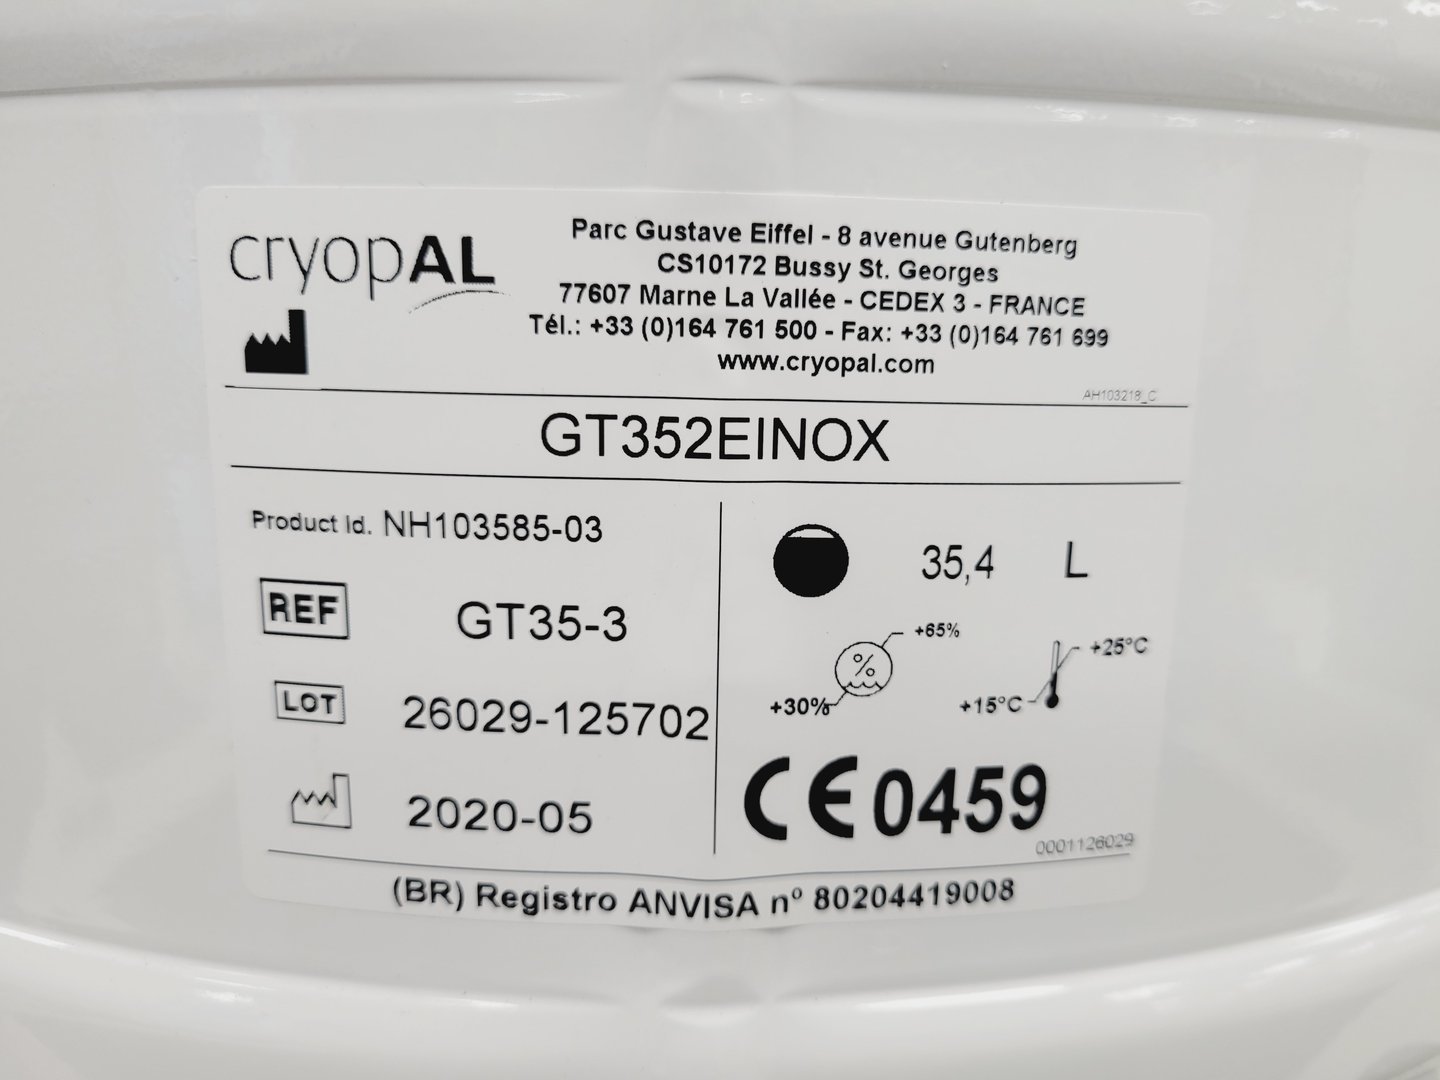 cryopAL
Parc Gustave Eiffel - 8 avenue Gutenberg
CS10172 Bussy St. Georges
77607 Marne La Vallée - CEDEX 3 - FRANCE
Tél.: +33 (0)164 761 500 - Fax: +33 (0)164 761 699
www.cryopal.com
AH103218_C
GT352EINOX
Product Id. NH103585-03
REF GT35-3
LOT 26029-125702
2020-05
35,4 L
+65%
%
+30%
+25°C
+15°C
CE 0459
0001126029
(BR) Registro ANVISA nº 80204419008